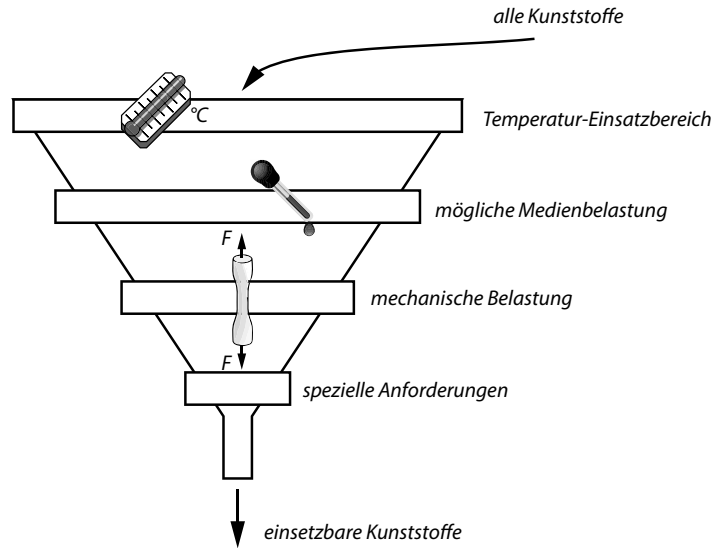 alle Kunststoffe
°C
Temperatur-Einsatzbereich
mögliche Medienbelastung
F
mechanische Belastung
F
spezielle Anforderungen
einsetzbare Kunststoffe